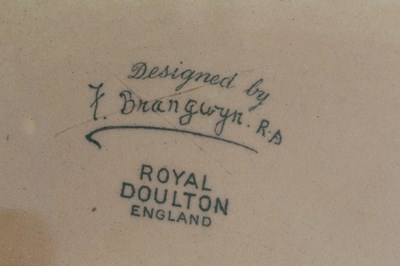 Designed by
F. Brangwyn. R.A
ROYAL
DOULTON
ENGLAND